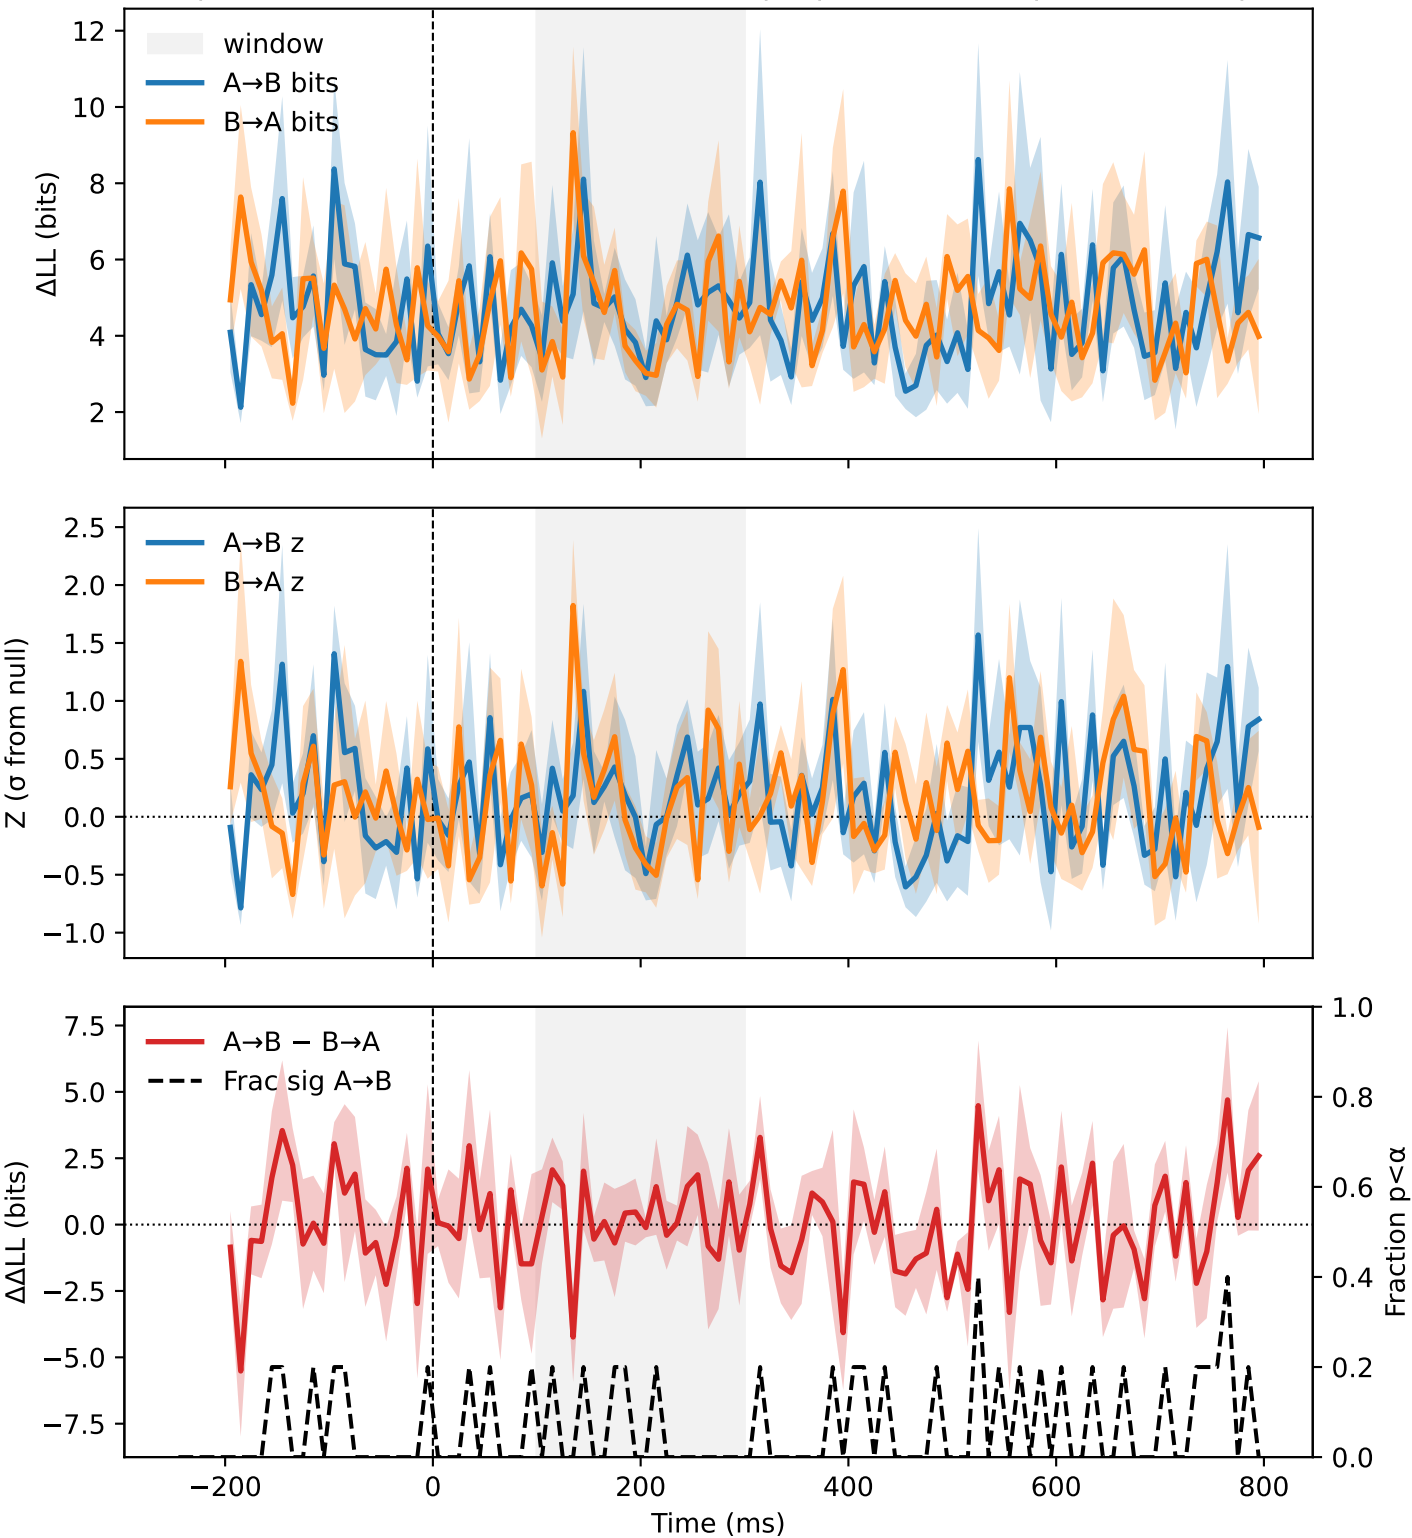 12
10
8
6
4
2
ΔLL (bits)
window
A→B bits
B→A bits
2.5
2.0
1.5
1.0
0.5
0.0
−0.5
−1.0
Z (σ from null)
A→B z
B→A z
7.5
5.0
2.5
0.0
−2.5
−5.0
−7.5
ΔΔLL (bits)
A→B − B→A
Frac sig A→B
1.0
0.8
0.6
0.4
0.2
0.0
Fraction p<α
−200 0 200 400 600 800
Time (ms)